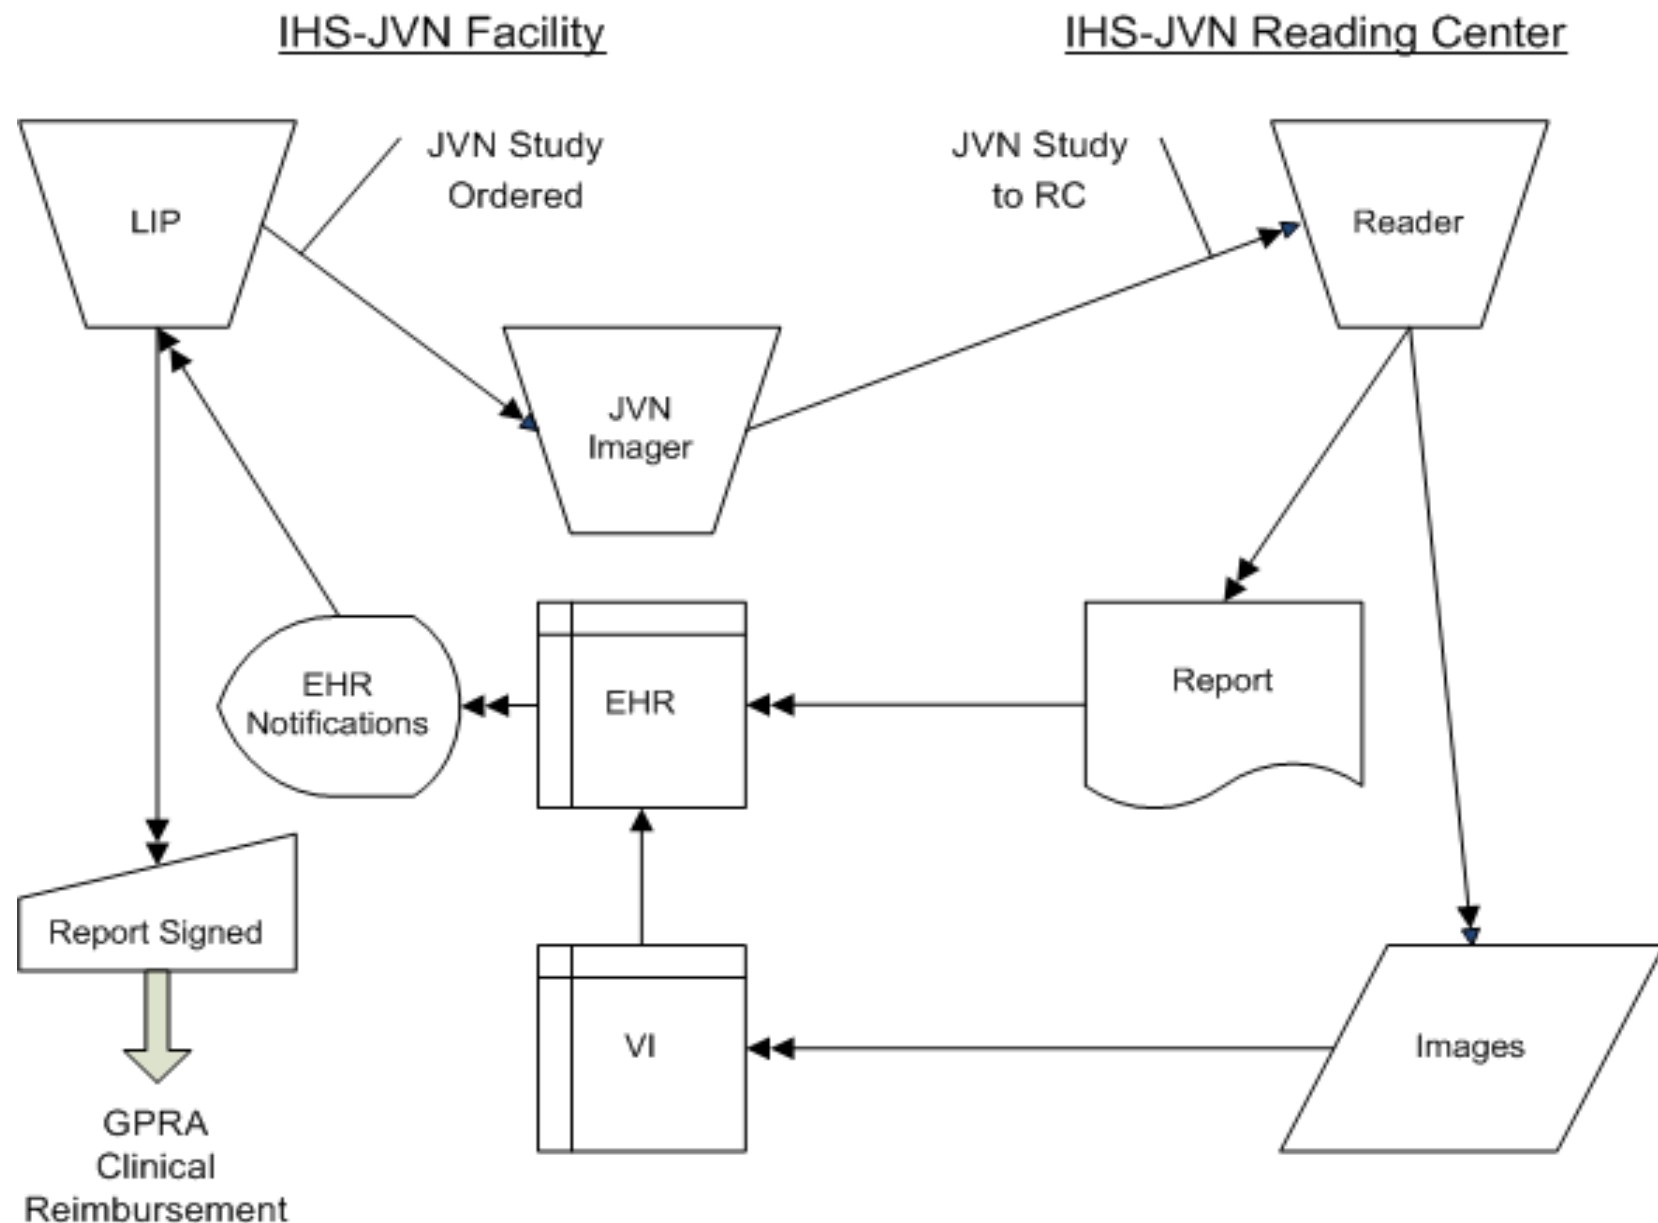 IHS-JVN Facility
IHS-JVN Reading Center
LIP
JVN Study
Ordered
JVN Study
to RC
Reader
JVN
Imager
EHR
Notifications
EHR
Report
Report Signed
VI
Images
GPRA
Clinical
Reimbursement